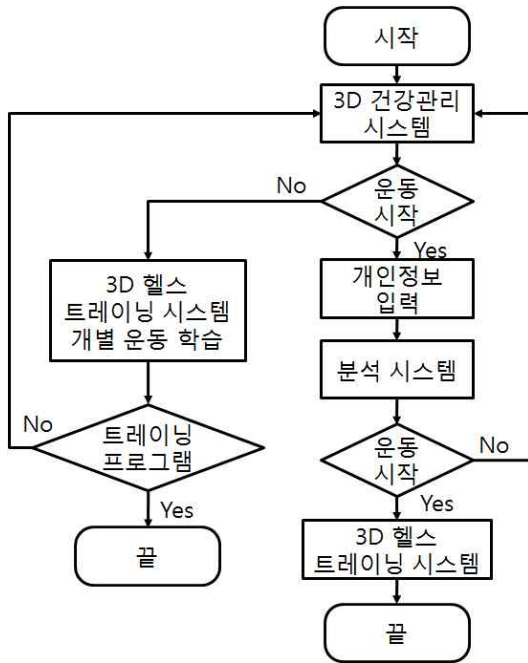 시작
3D 건강관리
시스템
No
운동
시작
Yes
3D 헬스
트레이닝 시스템
개별 운동 학습
개인정보
입력
분석 시스템
No
트레이닝
프로그램
운동
시작
No
Yes
Yes
끝
3D 헬스
트레이닝 시스템
끝